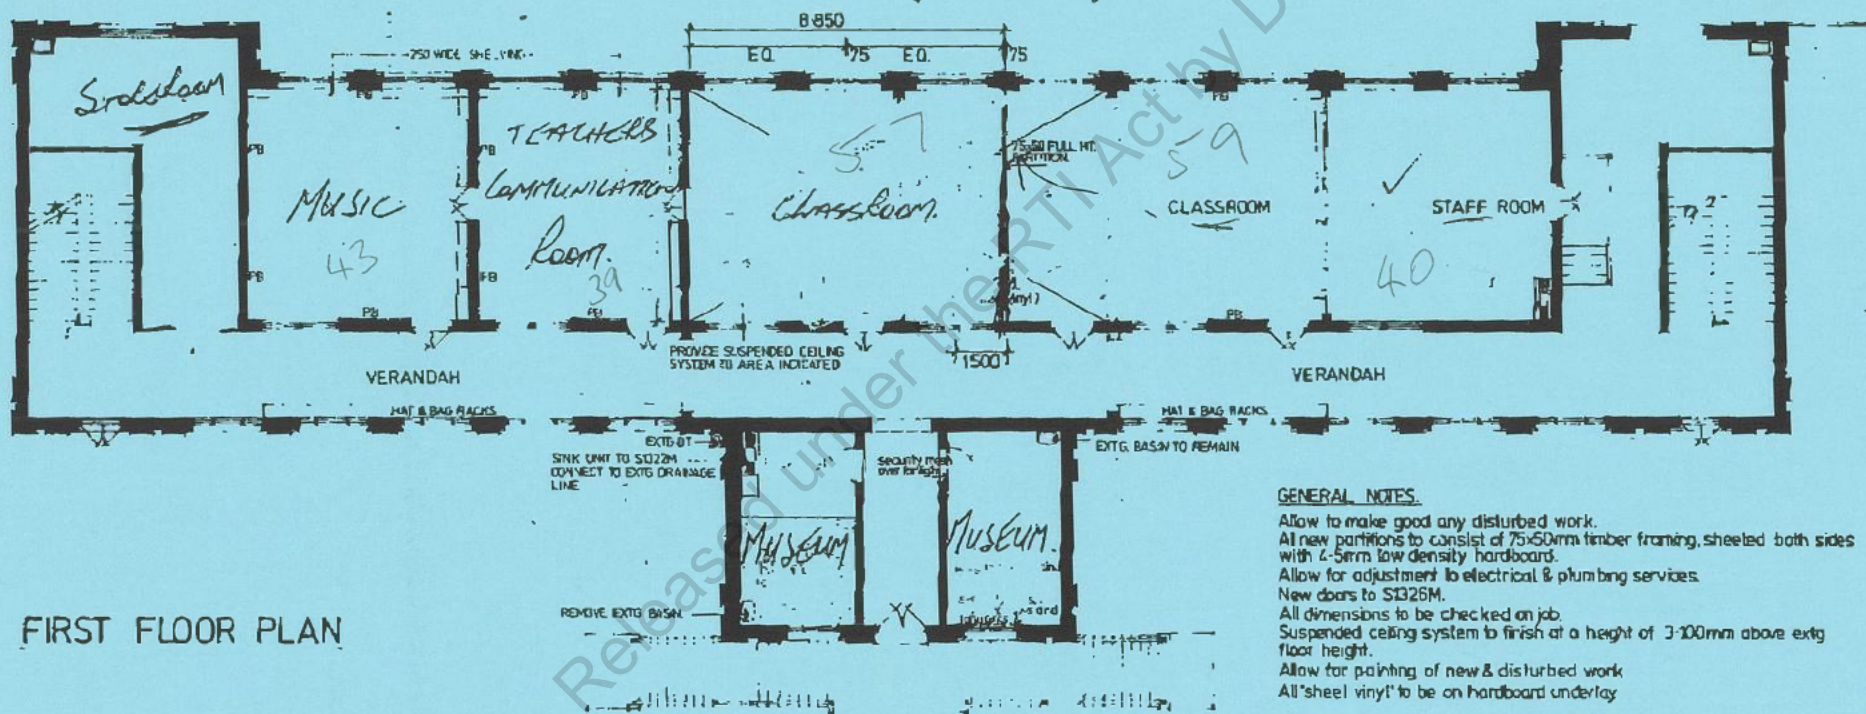 8·850
250 WIDE SHELVING
EQ. 75 EQ. 75
Storeroom
TEACHERS
COMMUNICATION
Room.
39
MUSIC
43
57
CLASSROOM.
75x50 FULL HT.
PARTITION.
59
CLASSROOM
✓
STAFF ROOM
40
PB
PB
PB
PB
PB
PB
PROVIDE SUSPENDED CEILING
SYSTEM TO AREA INDICATED
1500
VERANDAH
VERANDAH
HAT & BAG RACKS
HAT & BAG RACKS
EXTG DT
SINK UNIT TO S1322M
CONNECT TO EXTG DRAINAGE
LINE
security mesh
over fanlight
EXTG. BASIN TO REMAIN
MUSEUM
MUSEUM.
REMOVE EXTG BASIN
FIRST FLOOR PLAN
GENERAL NOTES.
Allow to make good any disturbed work.
All new partitions to consist of 75x50mm timber framing, sheeted both sides
with 4·5mm low density hardboard.
Allow for adjustment to electrical & plumbing services.
New doors to S1326M.
All dimensions to be checked on job.
Suspended ceiling system to finish at a height of 3·100mm above extg
floor height.
Allow for painting of new & disturbed work
All 'sheet vinyl' to be on hardboard underlay
Released under the RTI Act by D